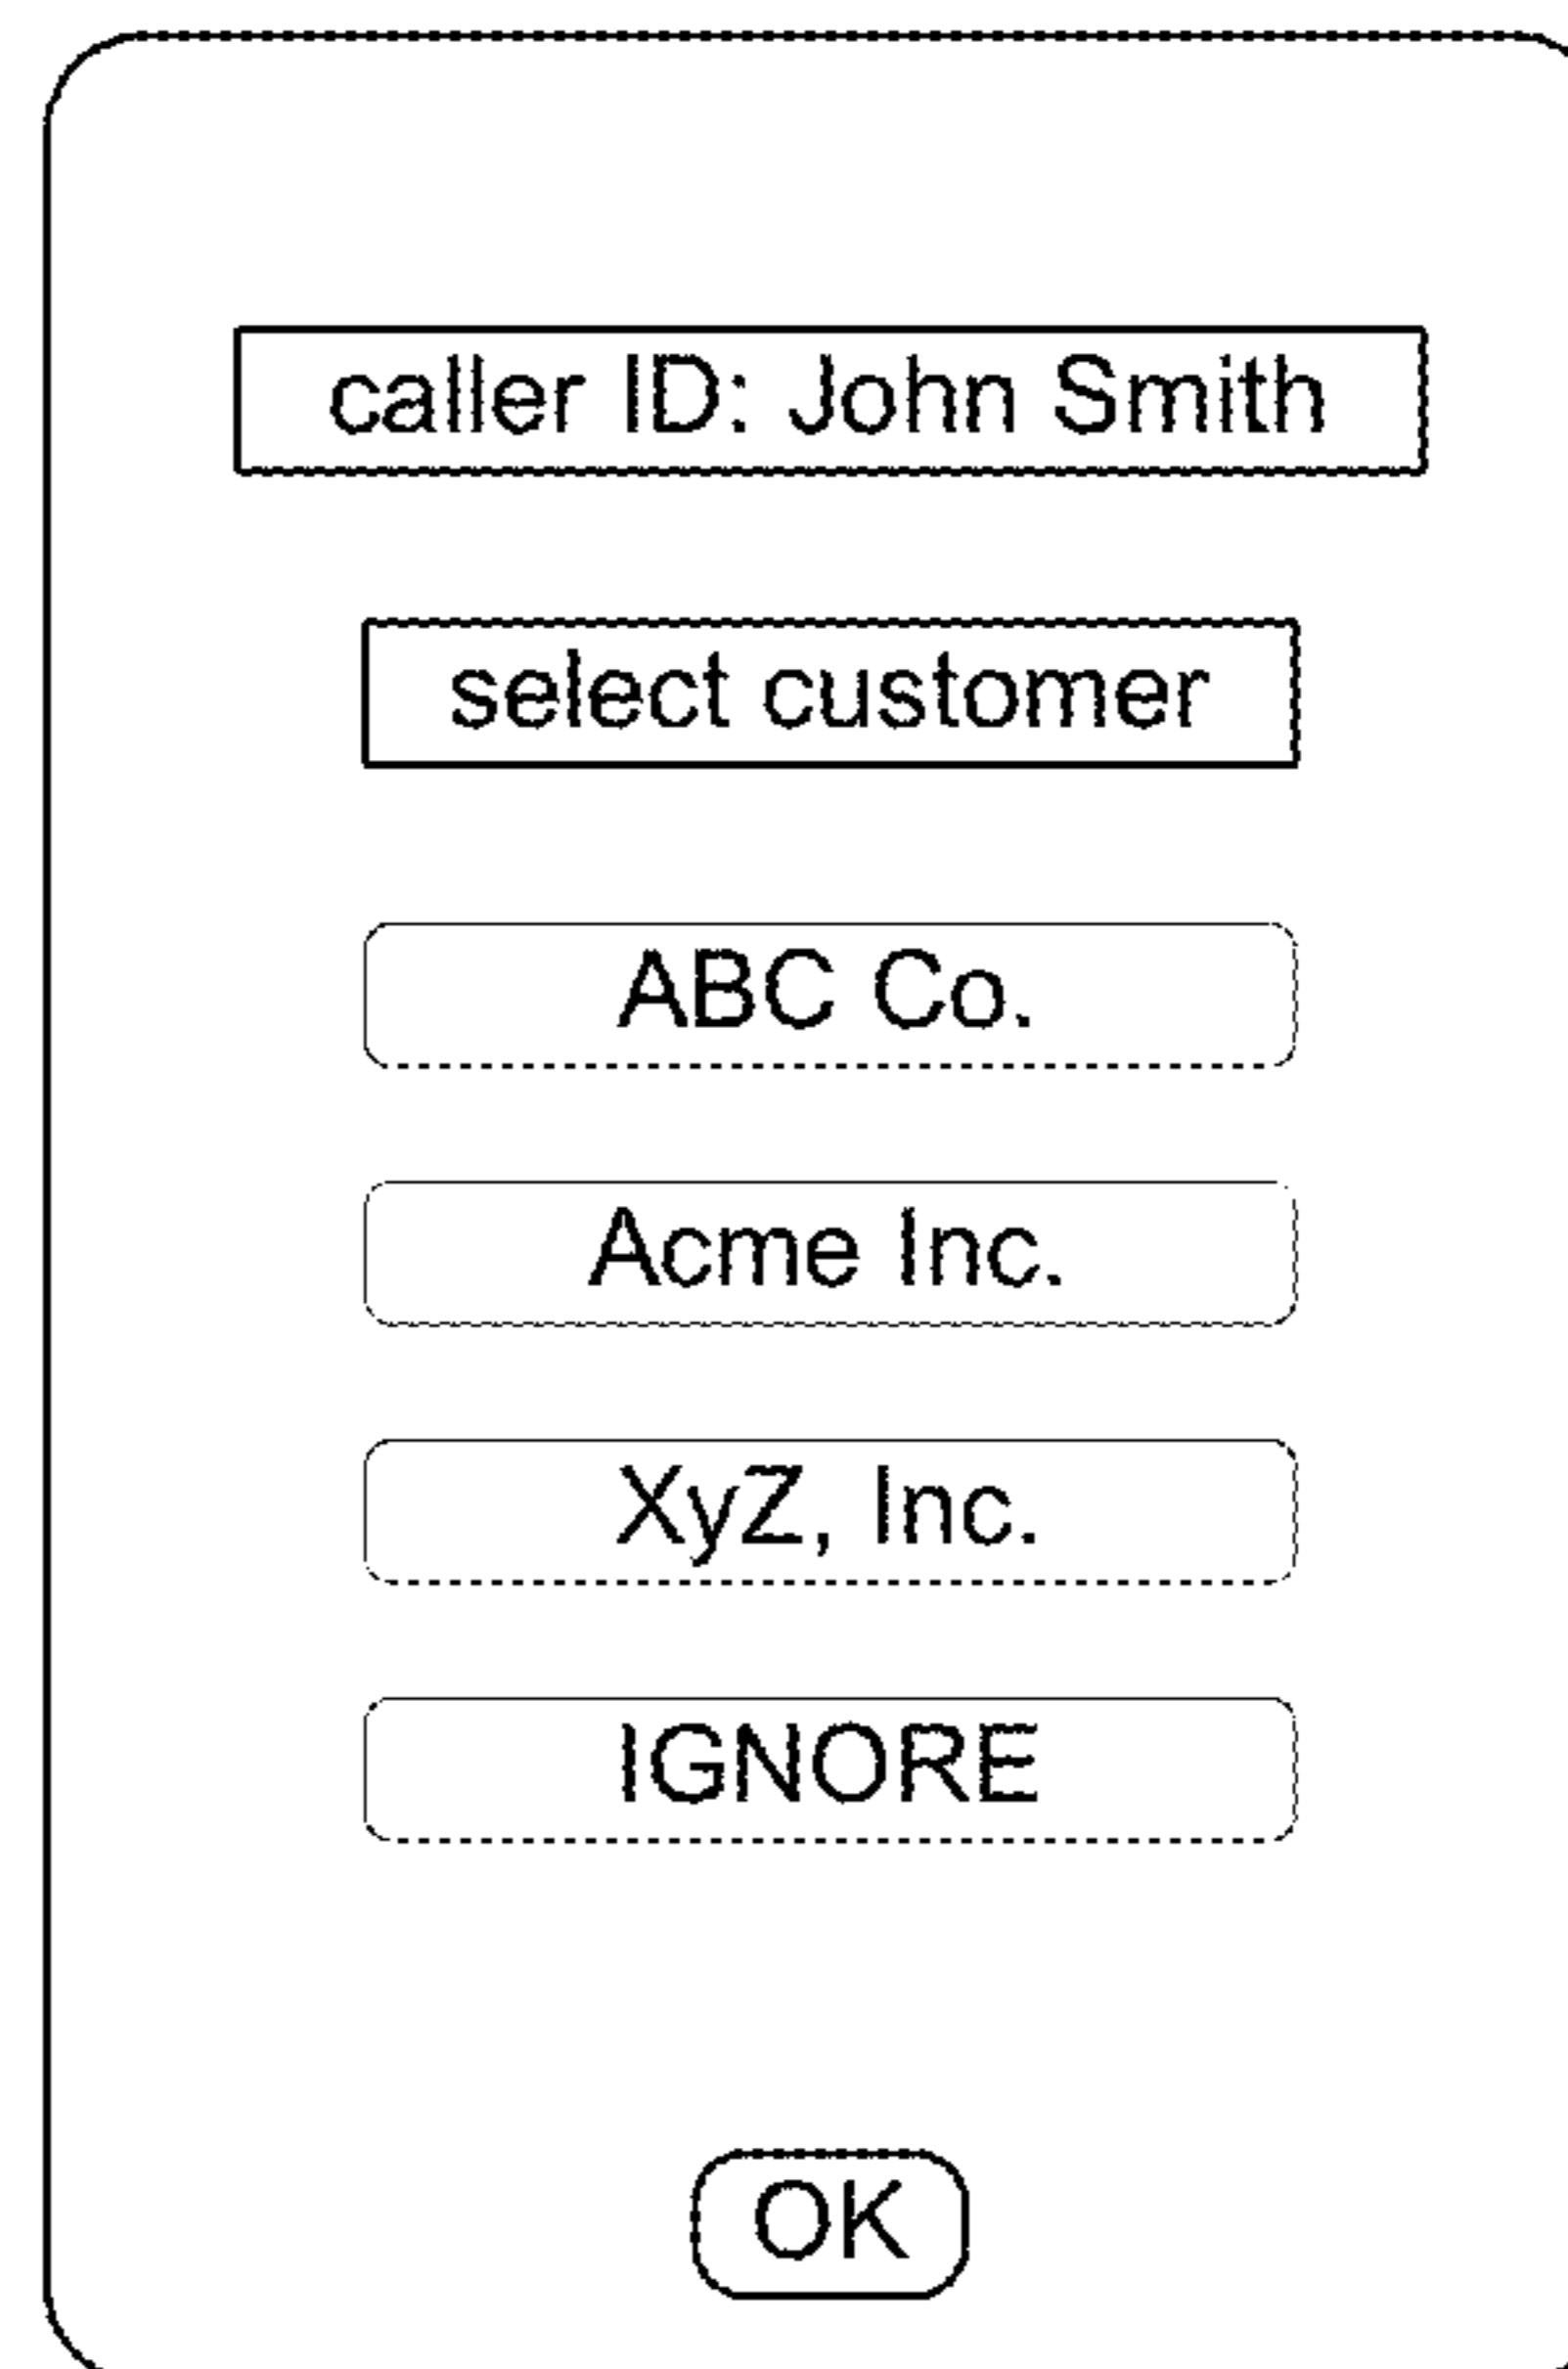 caller ID: John Smith
select customer
ABC Co.
Acme Inc.
XyZ, Inc.
IGNORE
OK